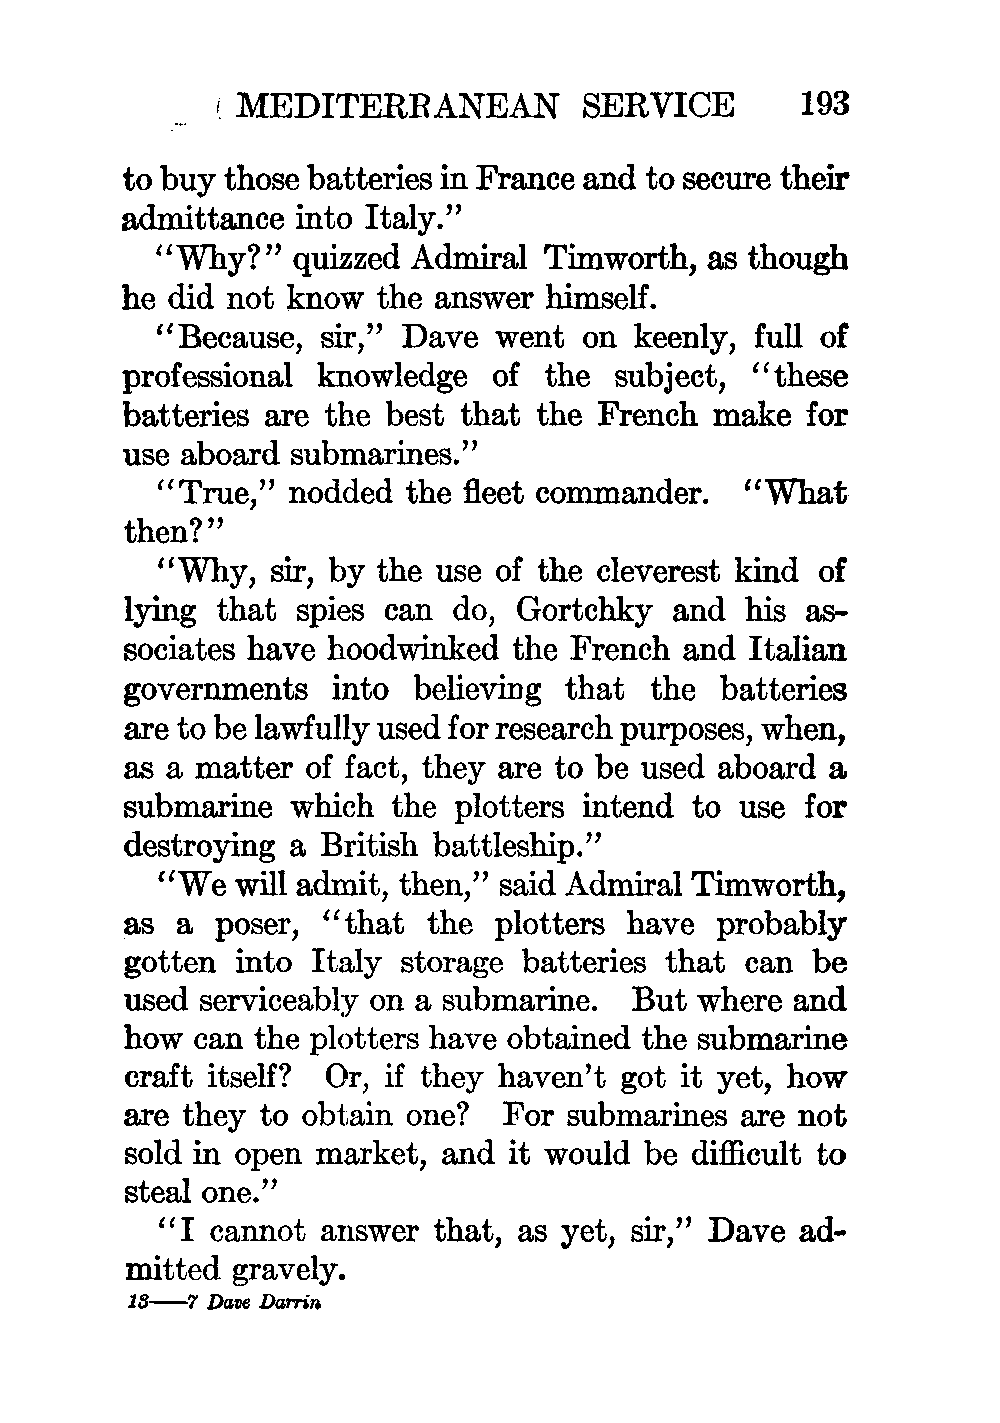 MEDITERRANEAN SERVICE 193
to buy those batteries in France and to secure their
admittance into Italy."
"Why?" quizzed Admiral Timworth, as though
he did not know the answer himself.
"Because, sir," Dave went on keenly, full of
professional knowledge of the subject, "these
batteries are the best that the French make for
use aboard submarines."
"True," nodded the fleet commander. "What
then?"
"Why, sir, by the use of the cleverest kind of
lying that spies can do, Gortchky and his as-
sociates have hoodwinked the French and Italian
governments into believing that the batteries
are to be lawfully used for research purposes, when,
as a matter of fact, they are to be used aboard a
submarine which the plotters intend to use for
destroying a British battleship."
"We will admit, then," said Admiral Timworth,
as a poser, "that the plotters have probably
gotten into Italy storage batteries that can be
used serviceably on a submarine. But where and
how can the plotters have obtained the submarine
craft itself? Or, if they haven't got it yet, how
are they to obtain one? For submarines are not
sold in open market, and it would be difficult to
steal one."
"I cannot answer that, as yet, sir," Dave ad-
mitted gravely.
13—7 Dave Darrin